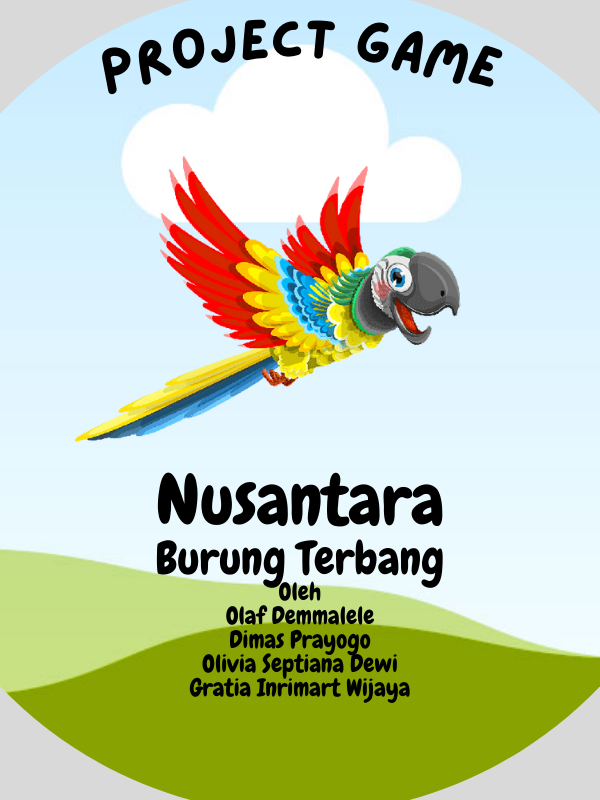 PROJECT GAME
Nusantara
Burung Terbang
Oleh
Olaf Demmalele
Dimas Prayogo
Olivia Septiana Dewi
Gratia Inrimart Wijaya